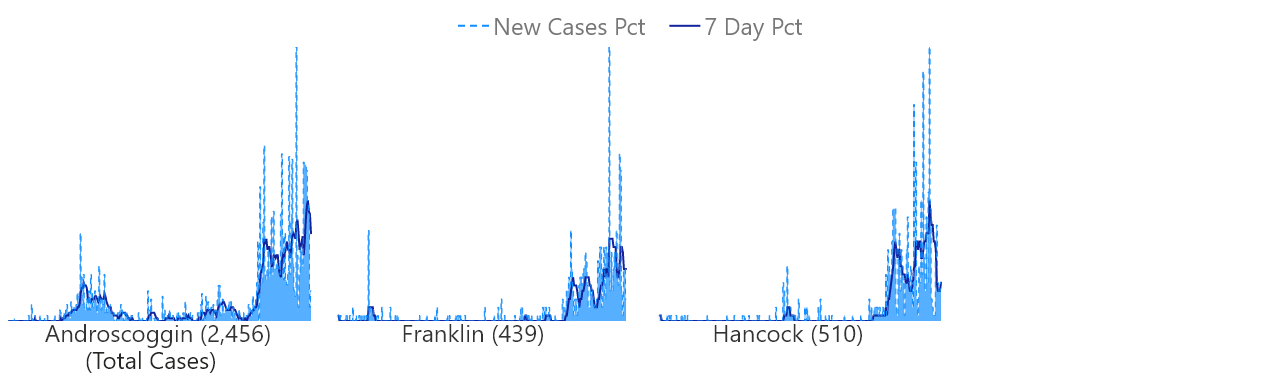 New Cases Pct 7 Day Pct
Androscoggin (2,456) Franklin (439) Hancock (510)
(Total Cases)